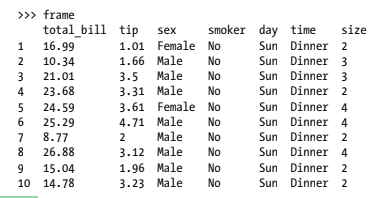 >>> frame
total_bill tip sex smoker day time size
1 16.99 1.01 Female No Sun Dinner 2
2 10.34 1.66 Male No Sun Dinner 3
3 21.01 3.5 Male No Sun Dinner 3
4 23.68 3.31 Male No Sun Dinner 2
5 24.59 3.61 Female No Sun Dinner 4
6 25.29 4.71 Male No Sun Dinner 4
7 8.77 2 Male No Sun Dinner 2
8 26.88 3.12 Male No Sun Dinner 4
9 15.04 1.96 Male No Sun Dinner 2
10 14.78 3.23 Male No Sun Dinner 2